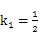 k₁ = 1/2